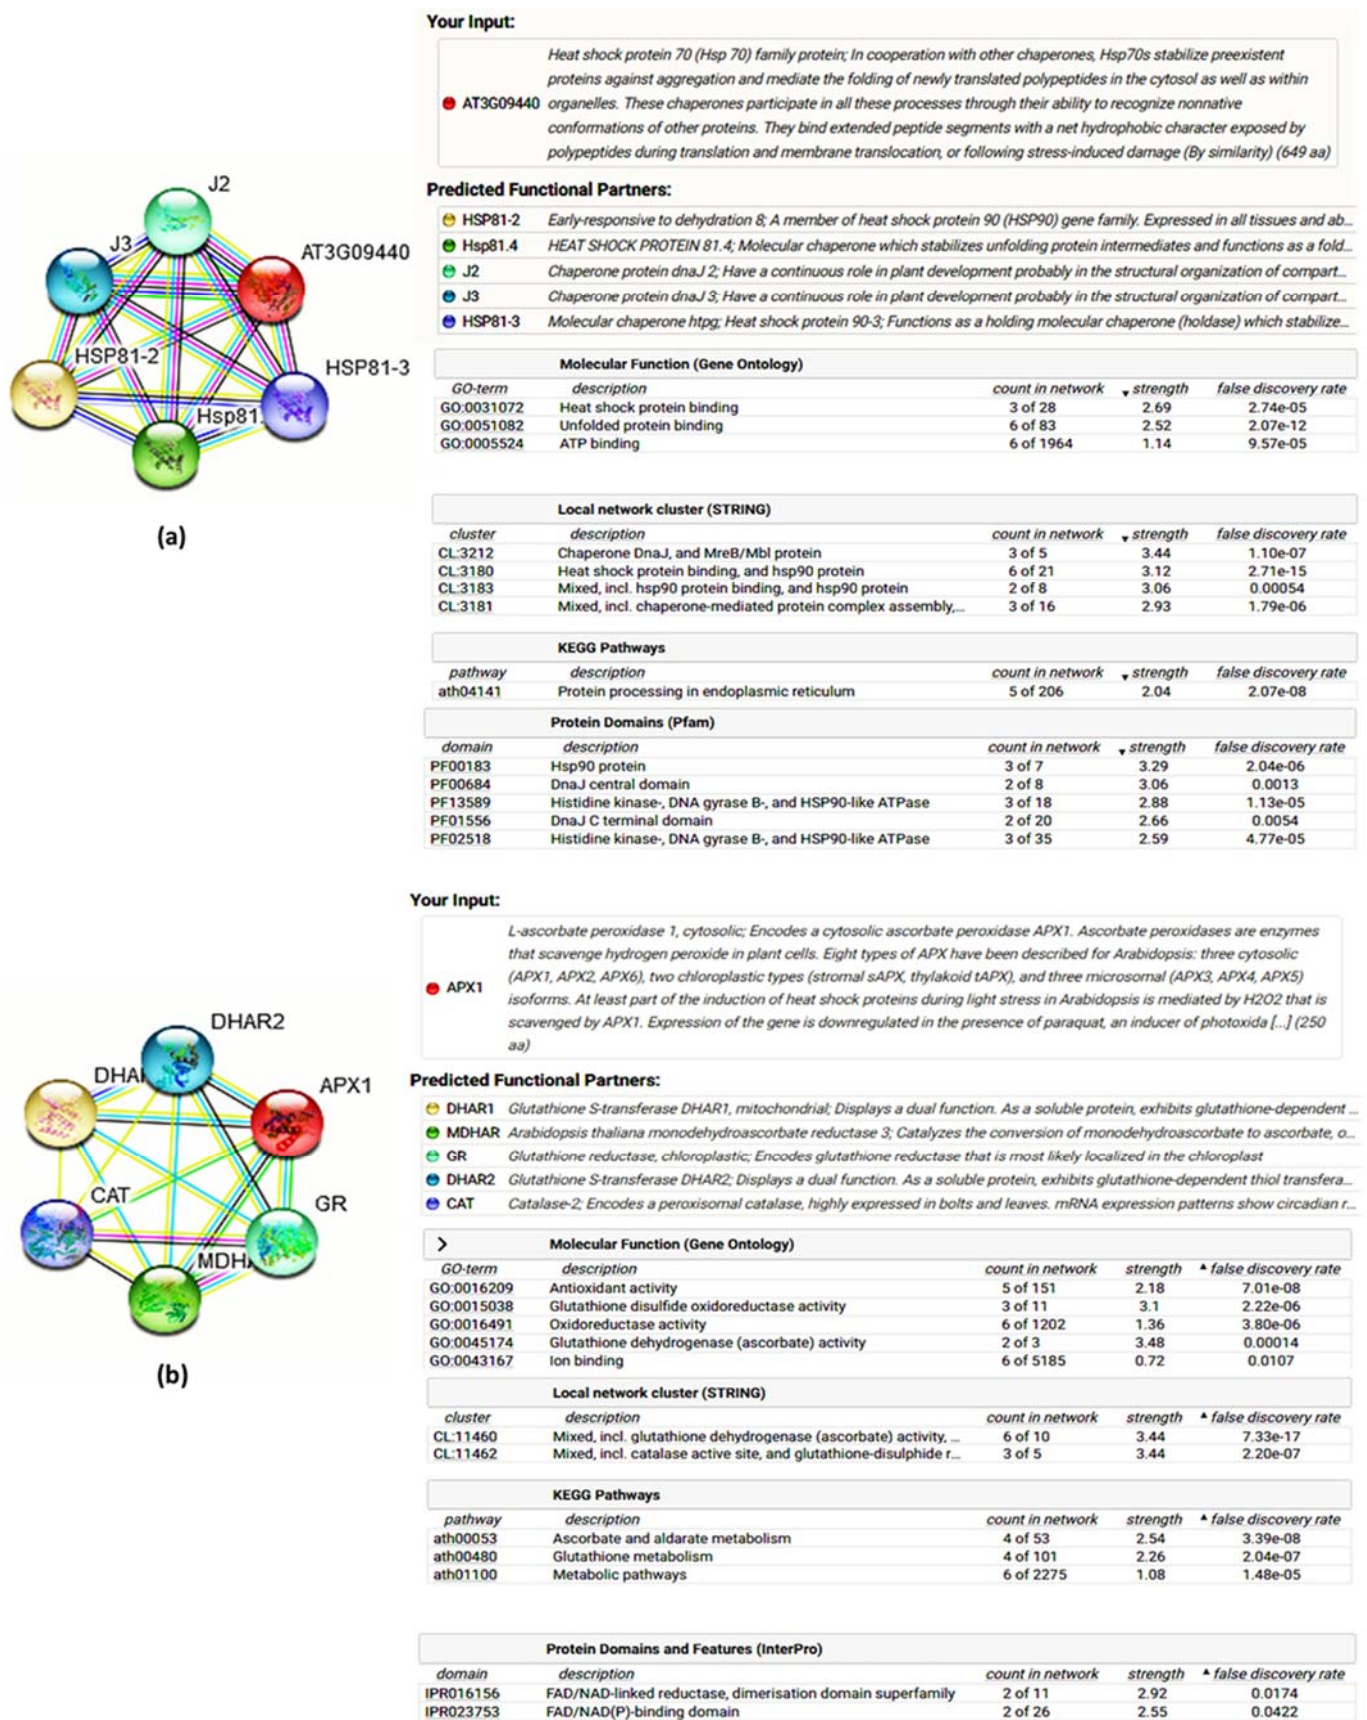 Your Input:
Heat shock protein 70 (Hsp 70) family protein; In cooperation with other chaperones, Hsp70s stabilize preexistent
proteins against aggregation and mediate the folding of newly translated polypeptides in the cytosol as well as within
AT3G09440 organelles. These chaperones participate in all these processes through their ability to recognize nonnative
conformations of other proteins. They bind extended peptide segments with a net hydrophobic character exposed by
polypeptides during translation and membrane translocation, or following stress-induced damage (By similarity) (649 aa)
J2
J3
AT3G09440
HSP81-2
HSP81-3
Hsp81.
(a)
Predicted Functional Partners:
HSP81-2 Early-responsive to dehydration 8; A member of heat shock protein 90 (HSP90) gene family. Expressed in all tissues and ab...
Hsp81.4 HEAT SHOCK PROTEIN 81.4; Molecular chaperone which stabilizes unfolding protein intermediates and functions as a fold...
J2 Chaperone protein dnaJ 2; Have a continuous role in plant development probably in the structural organization of compart...
J3 Chaperone protein dnaJ 3; Have a continuous role in plant development probably in the structural organization of compart...
HSP81-3 Molecular chaperone htpg; Heat shock protein 90-3; Functions as a holding molecular chaperone (holdase) which stabilize...
Molecular Function (Gene Ontology)
GO-term description count in network ▼ strength false discovery rate
GO:0031072 Heat shock protein binding 3 of 28 2.69 2.74e-05
GO:0051082 Unfolded protein binding 6 of 83 2.52 2.07e-12
GO:0005524 ATP binding 6 of 1964 1.14 9.57e-05
Local network cluster (STRING)
cluster description count in network ▼ strength false discovery rate
CL:3212 Chaperone DnaJ, and MreB/Mbl protein 3 of 5 3.44 1.10e-07
CL:3180 Heat shock protein binding, and hsp90 protein 6 of 21 3.12 2.71e-15
CL:3183 Mixed, incl. hsp90 protein binding, and hsp90 protein 2 of 8 3.06 0.00054
CL:3181 Mixed, incl. chaperone-mediated protein complex assembly,... 3 of 16 2.93 1.79e-06
KEGG Pathways
pathway description count in network ▼ strength false discovery rate
ath04141 Protein processing in endoplasmic reticulum 5 of 206 2.04 2.07e-08
Protein Domains (Pfam)
domain description count in network ▼ strength false discovery rate
PF00183 Hsp90 protein 3 of 7 3.29 2.04e-06
PF00684 DnaJ central domain 2 of 8 3.06 0.0013
PF13589 Histidine kinase-, DNA gyrase B-, and HSP90-like ATPase 3 of 18 2.88 1.13e-05
PF01556 DnaJ C terminal domain 2 of 20 2.66 0.0054
PF02518 Histidine kinase-, DNA gyrase B-, and HSP90-like ATPase 3 of 35 2.59 4.77e-05
Your Input:
L-ascorbate peroxidase 1, cytosolic; Encodes a cytosolic ascorbate peroxidase APX1. Ascorbate peroxidases are enzymes
that scavenge hydrogen peroxide in plant cells. Eight types of APX have been described for Arabidopsis: three cytosolic
APX1 (APX1, APX2, APX6), two chloroplastic types (stromal sAPX, thylakoid tAPX), and three microsomal (APX3, APX4, APX5)
isoforms. At least part of the induction of heat shock proteins during light stress in Arabidopsis is mediated by H2O2 that is
scavenged by APX1. Expression of the gene is downregulated in the presence of paraquat, an inducer of photoxida [...] (250
aa)
DHAR2
DHA
APX1
CAT
GR
MDH
(b)
Predicted Functional Partners:
DHAR1 Glutathione S-transferase DHAR1, mitochondrial; Displays a dual function. As a soluble protein, exhibits glutathione-dependent ...
MDHAR Arabidopsis thaliana monodehydroascorbate reductase 3; Catalyzes the conversion of monodehydroascorbate to ascorbate, o...
GR Glutathione reductase, chloroplastic; Encodes glutathione reductase that is most likely localized in the chloroplast
DHAR2 Glutathione S-transferase DHAR2; Displays a dual function. As a soluble protein, exhibits glutathione-dependent thiol transfera...
CAT Catalase-2; Encodes a peroxisomal catalase, highly expressed in bolts and leaves. mRNA expression patterns show circadian r...
Molecular Function (Gene Ontology)
GO-term description count in network strength ▲ false discovery rate
GO:0016209 Antioxidant activity 5 of 151 2.18 7.01e-08
GO:0015038 Glutathione disulfide oxidoreductase activity 3 of 11 3.1 2.22e-06
GO:0016491 Oxidoreductase activity 6 of 1202 1.36 3.80e-06
GO:0045174 Glutathione dehydrogenase (ascorbate) activity 2 of 3 3.48 0.00014
GO:0043167 Ion binding 6 of 5185 0.72 0.0107
Local network cluster (STRING)
cluster description count in network strength ▲ false discovery rate
CL:11460 Mixed, incl. glutathione dehydrogenase (ascorbate) activity, ... 6 of 10 3.44 7.33e-17
CL:11462 Mixed, incl. catalase active site, and glutathione-disulphide r... 3 of 5 3.44 2.20e-07
KEGG Pathways
pathway description count in network strength ▲ false discovery rate
ath00053 Ascorbate and aldarate metabolism 4 of 53 2.54 3.39e-08
ath00480 Glutathione metabolism 4 of 101 2.26 2.04e-07
ath01100 Metabolic pathways 6 of 2275 1.08 1.48e-05
Protein Domains and Features (InterPro)
domain description count in network strength ▲ false discovery rate
IPR016156 FAD/NAD-linked reductase, dimerisation domain superfamily 2 of 11 2.92 0.0174
IPR023753 FAD/NAD(P)-binding domain 2 of 26 2.55 0.0422